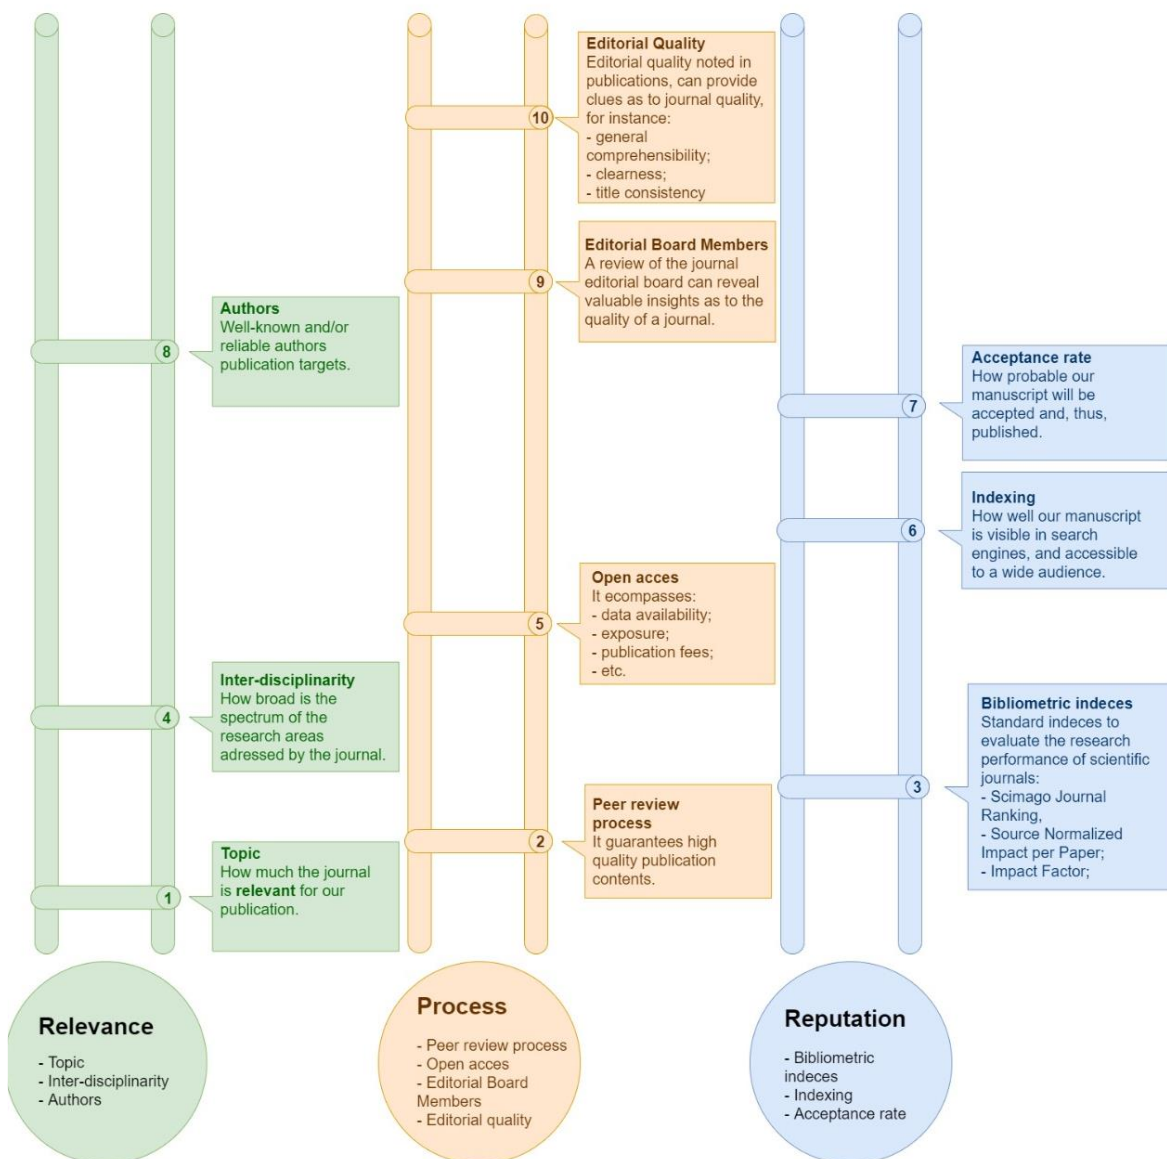 Editorial Quality
Editorial quality noted in
publications, can provide
clues as to journal quality,
for instance:
- general
comprehensibility;
- clearness;
- title consistency
10
Editorial Board Members
A review of the journal
editorial board can reveal
valuable insights as to the
quality of a journal.
9
Authors
Well-known and/or
reliable authors
publication targets.
8
Acceptance rate
How probable our
manuscript will be
accepted and, thus,
published.
7
Indexing
How well our manuscript
is visible in search
engines, and accessible
to a wide audience.
6
Open acces
It ecompasses:
- data availability;
- exposure;
- publication fees;
- etc.
5
Inter-disciplinarity
How broad is the
spectrum of the
research areas
adressed by the journal.
4
Bibliometric indeces
Standard indeces to
evaluate the research
performance of scientific
journals:
- Scimago Journal
Ranking,
- Source Normalized
Impact per Paper;
- Impact Factor;
3
Peer review
process
It guarantees high
quality publication
contents.
2
Topic
How much the journal
is relevant for our
publication.
1
Relevance
- Topic
- Inter-disciplinarity
- Authors
Process
- Peer review process
- Open acces
- Editorial Board
Members
- Editorial quality
Reputation
- Bibliometric
indeces
- Indexing
- Acceptance rate